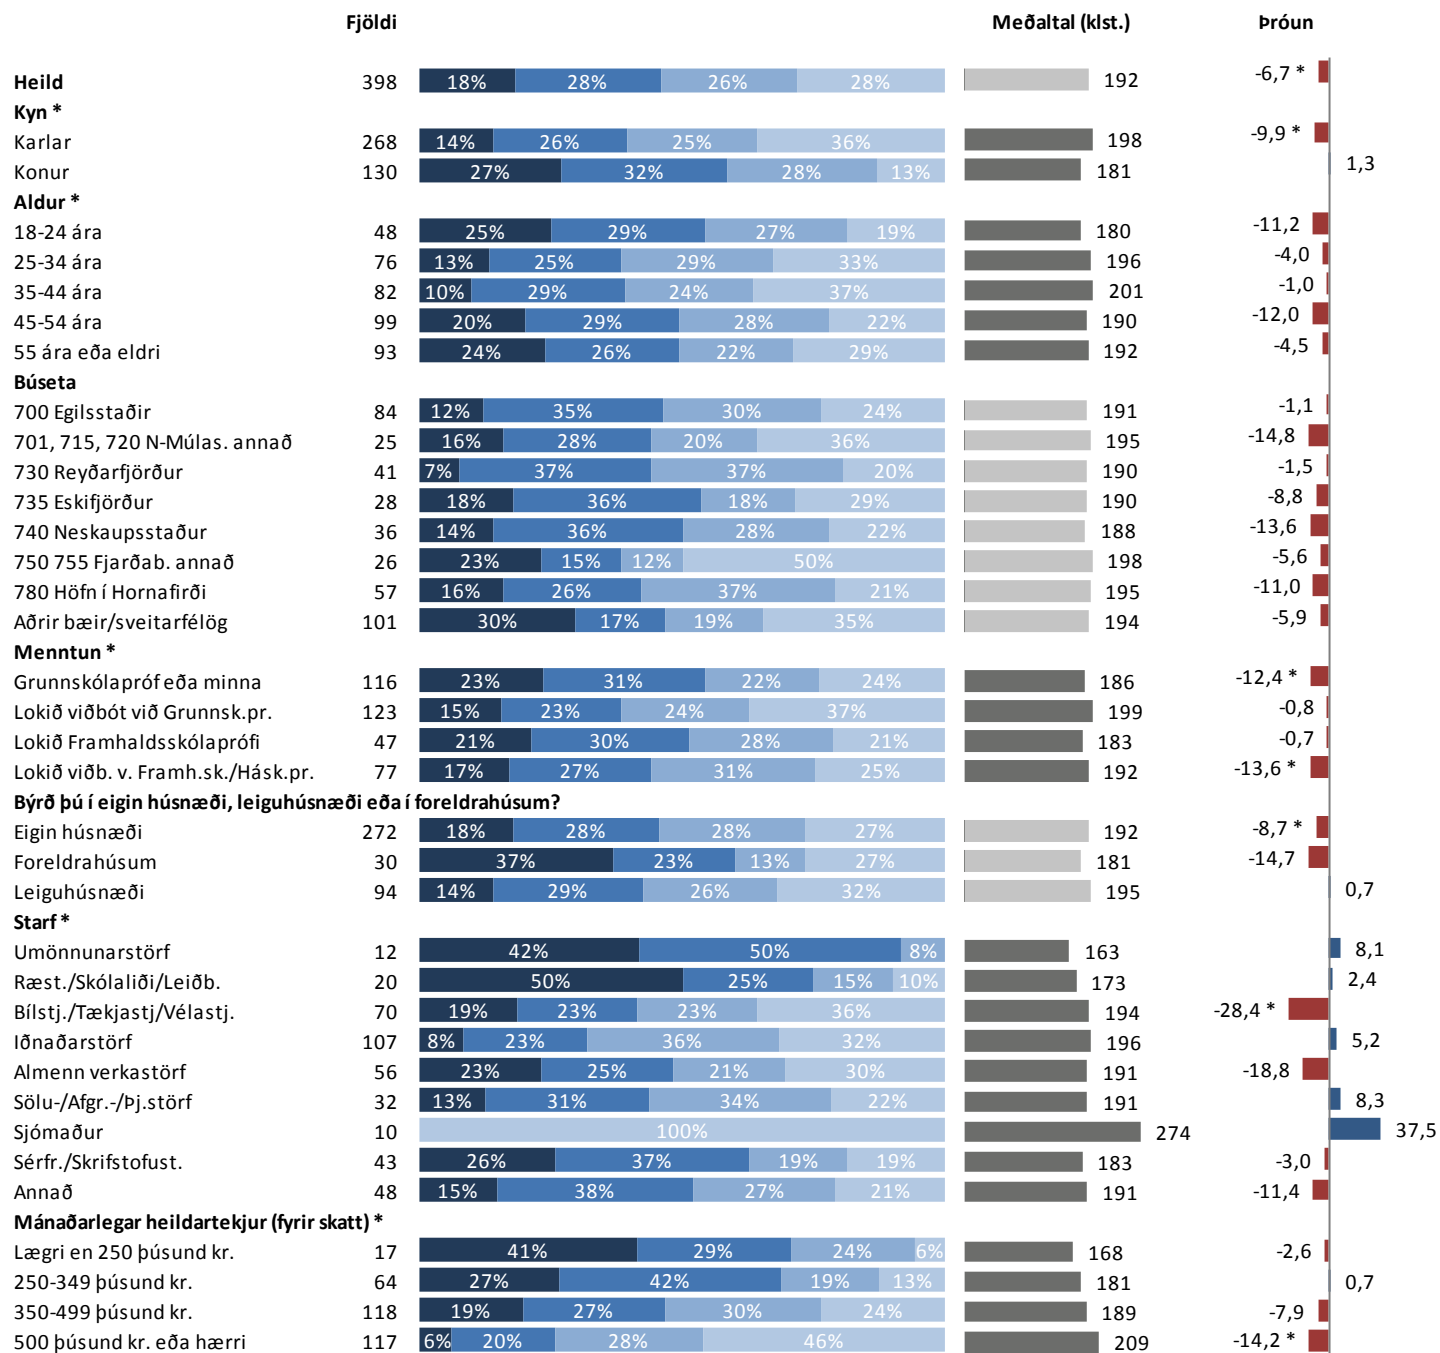 Fjöldi Meðaltal (klst.) Þróun
Heild 398 18% 28% 26% 28% 192 -6,7 *
Kyn *
Karlar 268 14% 26% 25% 36% 198 -9,9 *
Konur 130 27% 32% 28% 13% 181 1,3
Aldur *
18-24 ára 48 25% 29% 27% 19% 180 -11,2
25-34 ára 76 13% 25% 29% 33% 196 -4,0
35-44 ára 82 10% 29% 24% 37% 201 -1,0
45-54 ára 99 20% 29% 28% 22% 190 -12,0
55 ára eða eldri 93 24% 26% 22% 29% 192 -4,5
Búseta
700 Egilsstaðir 84 12% 35% 30% 24% 191 -1,1
701, 715, 720 N-Múlas. annað 25 16% 28% 20% 36% 195 -14,8
730 Reyðarfjörður 41 7% 37% 37% 20% 190 -1,5
735 Eskifjörður 28 18% 36% 18% 29% 190 -8,8
740 Neskaupsstaður 36 14% 36% 28% 22% 188 -13,6
750 755 Fjarðab. annað 26 23% 15% 12% 50% 198 -5,6
780 Höfn í Hornafirði 57 16% 26% 37% 21% 195 -11,0
Aðrir bæir/sveitarfélög 101 30% 17% 19% 35% 194 -5,9
Menntun *
Grunnskólapróf eða minna 116 23% 31% 22% 24% 186 -12,4 *
Lokið viðbót við Grunnsk.pr. 123 15% 23% 24% 37% 199 -0,8
Lokið Framhaldsskólaprófi 47 21% 30% 28% 21% 183 -0,7
Lokið viðb. v. Framh.sk./Hásk.pr. 77 17% 27% 31% 25% 192 -13,6 *
Býrð þú í eigin húsnæði, leiguhúsnæði eða í foreldrahúsum?
Eigin húsnæði 272 18% 28% 28% 27% 192 -8,7 *
Foreldrahúsum 30 37% 23% 13% 27% 181 -14,7
Leiguhúsnæði 94 14% 29% 26% 32% 195 0,7
Starf *
Umönnunarstörf 12 42% 50% 8% 163 8,1
Ræst./Skólaliði/Leiðb. 20 50% 25% 15% 10% 173 2,4
Bílstj./Tækjastj/Vélastj. 70 19% 23% 23% 36% 194 -28,4 *
Iðnaðarstörf 107 8% 23% 36% 32% 196 5,2
Almenn verkastörf 56 23% 25% 21% 30% 191 -18,8
Sölu-/Afgr.-/Þj.störf 32 13% 31% 34% 22% 191 8,3
Sjómaður 10 100% 274 37,5
Sérfr./Skrifstofust. 43 26% 37% 19% 19% 183 -3,0
Annað 48 15% 38% 27% 21% 191 -11,4
Mánaðarlegar heildartekjur (fyrir skatt) *
Lægri en 250 þúsund kr. 17 41% 29% 24% 6% 168 -2,6
250-349 þúsund kr. 64 27% 42% 19% 13% 181 0,7
350-499 þúsund kr. 118 19% 27% 30% 24% 189 -7,9
500 þúsund kr. eða hærri 117 6% 20% 28% 46% 209 -14,2 *